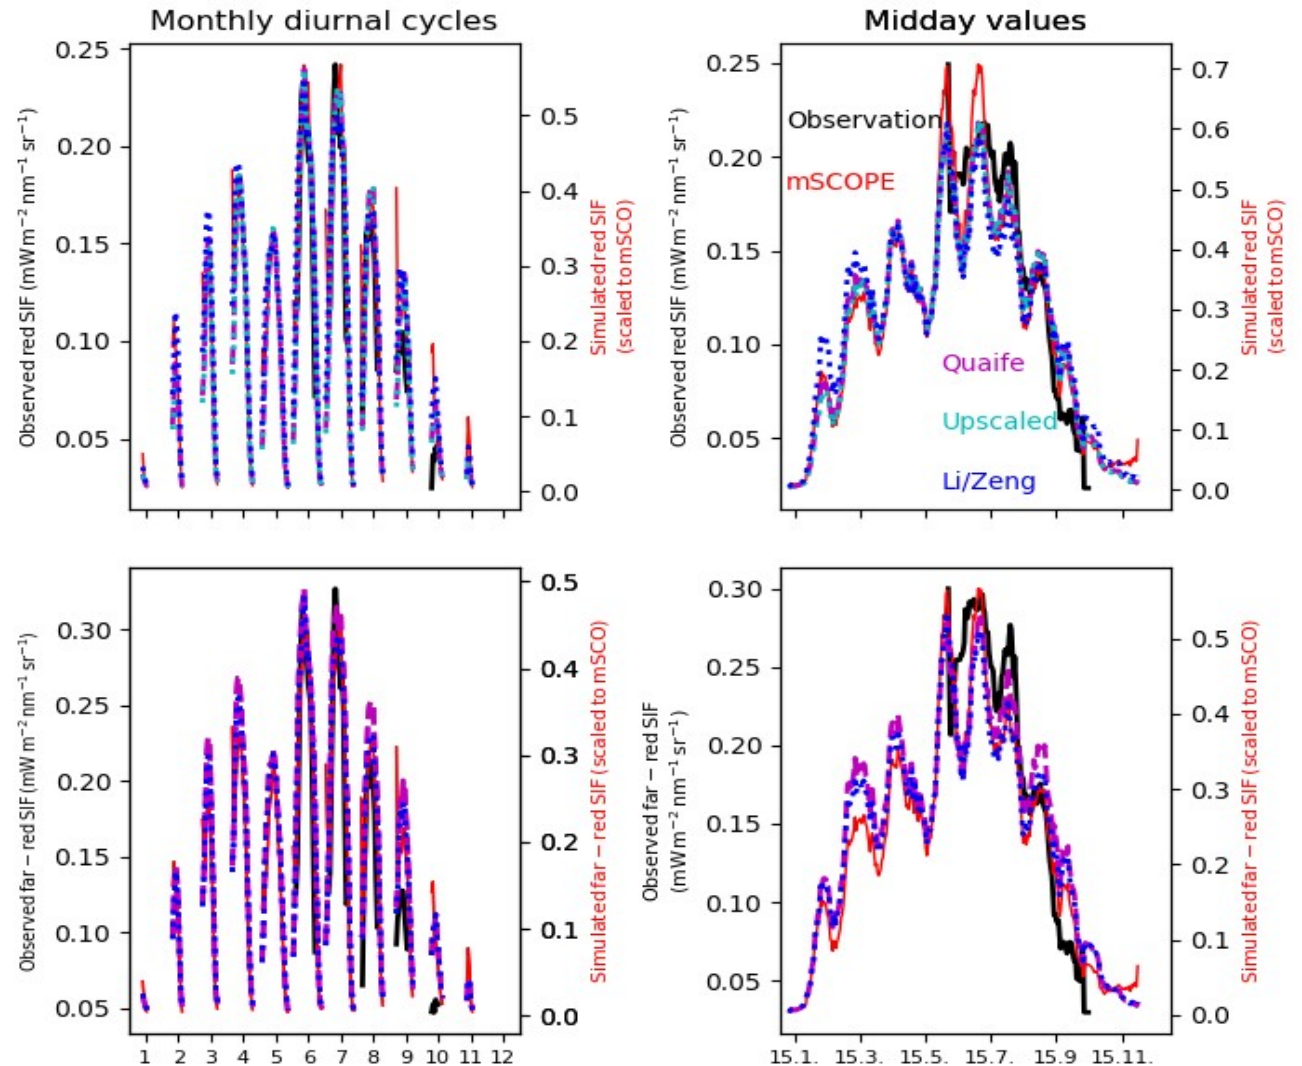 Monthly diurnal cycles
Midday values
0.25
0.20
0.15
0.10
0.05
Observed red SIF (mWm−2 nm−1 sr−1)
0.5
0.4
0.3
0.2
0.1
0.0
Simulated red SIF
(scaled to mSCO)
0.25
0.20
0.15
0.10
0.05
Observed red SIF (mWm−2 nm−1 sr−1)
Observation
mSCOPE
Quaife
Upscaled
Li/Zeng
0.7
0.6
0.5
0.4
0.3
0.2
0.1
0.0
Simulated red SIF
(scaled to mSCO)
0.30
0.25
0.20
0.15
0.10
0.05
Observed far − red SIF (mW m−2 nm−1 sr−1)
0.5
0.4
0.3
0.2
0.1
0.0
Simulated far − red SIF (scaled to mSCO)
1 2 3 4 5 6 7 8 9 10 11 12
0.30
0.25
0.20
0.15
0.10
0.05
Observed far − red SIF
(mWm−2 nm−1 sr−1)
0.5
0.4
0.3
0.2
0.1
0.0
Simulated far − red SIF (scaled to mSCO)
15.1. 15.3. 15.5. 15.7. 15.9 15.11.